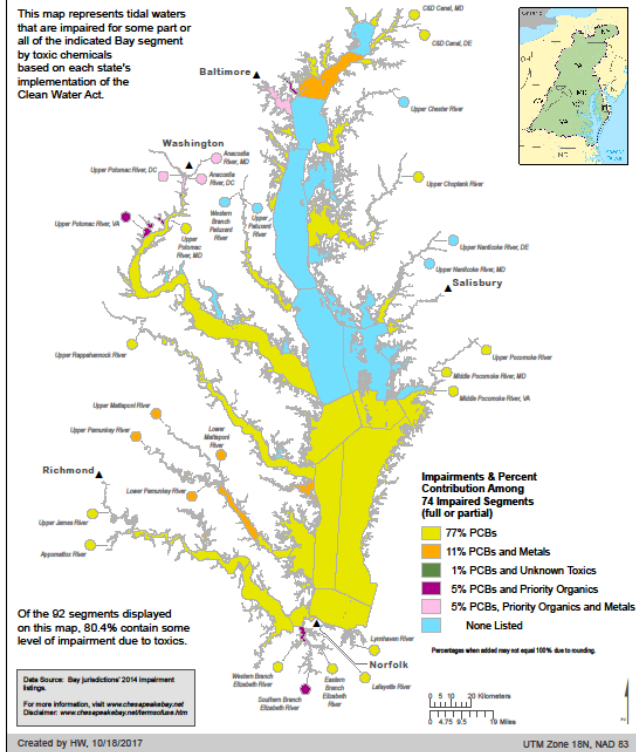 This map represents tidal waters
that are impaired for some part or
all of the indicated Bay segment
by toxic chemicals
based on each state's
implementation of the
Clean Water Act.
C&D Canal, MD
C&D Canal, DE
Baltimore
Upper Chester River
Washington
Anacostia
River, MD
Upper Potomac River, DC
Anacostia
River, DC
Upper Choptank River
Western
Branch
Patuxent
River
Upper
Patuxent
River
Upper Potomac River, VA
Upper
Potomac
River, MD
Upper Nanticoke River, DE
Upper Nanticoke River, MD
Salisbury
Upper Rappahannock River
Upper Pocomoke River
Middle Pocomoke River, MD
Middle Pocomoke River, VA
Upper Mattaponi River
Upper Pamunkey River
Lower
Mattaponi
River
Richmond
Lower Pamunkey River
Upper James River
Appomattox River
Impairments & Percent
Contribution Among
74 Impaired Segments
(full or partial)
77% PCBs
11% PCBs and Metals
1% PCBs and Unknown Toxics
5% PCBs and Priority Organics
5% PCBs, Priority Organics and Metals
None Listed
Percentages when added may not equal 100% due to rounding.
Of the 92 segments displayed
on this map, 80.4% contain some
level of impairment due to toxics.
Lynnhaven River
Norfolk
Western Branch
Elizabeth River
Eastern
Branch
Elizabeth
River
Lafayette River
Southern Branch
Elizabeth River
Data Source: Bay jurisdictions' 2014 impairment
listings.
For more information, visit www.chesapeakebay.net
Disclaimer: www.chesapeakebay.net/termsofuse.htm
0 5 10 20 Kilometers
0 4.75 9.5 19 Miles
Created by HW, 10/18/2017
UTM Zone 18N, NAD 83